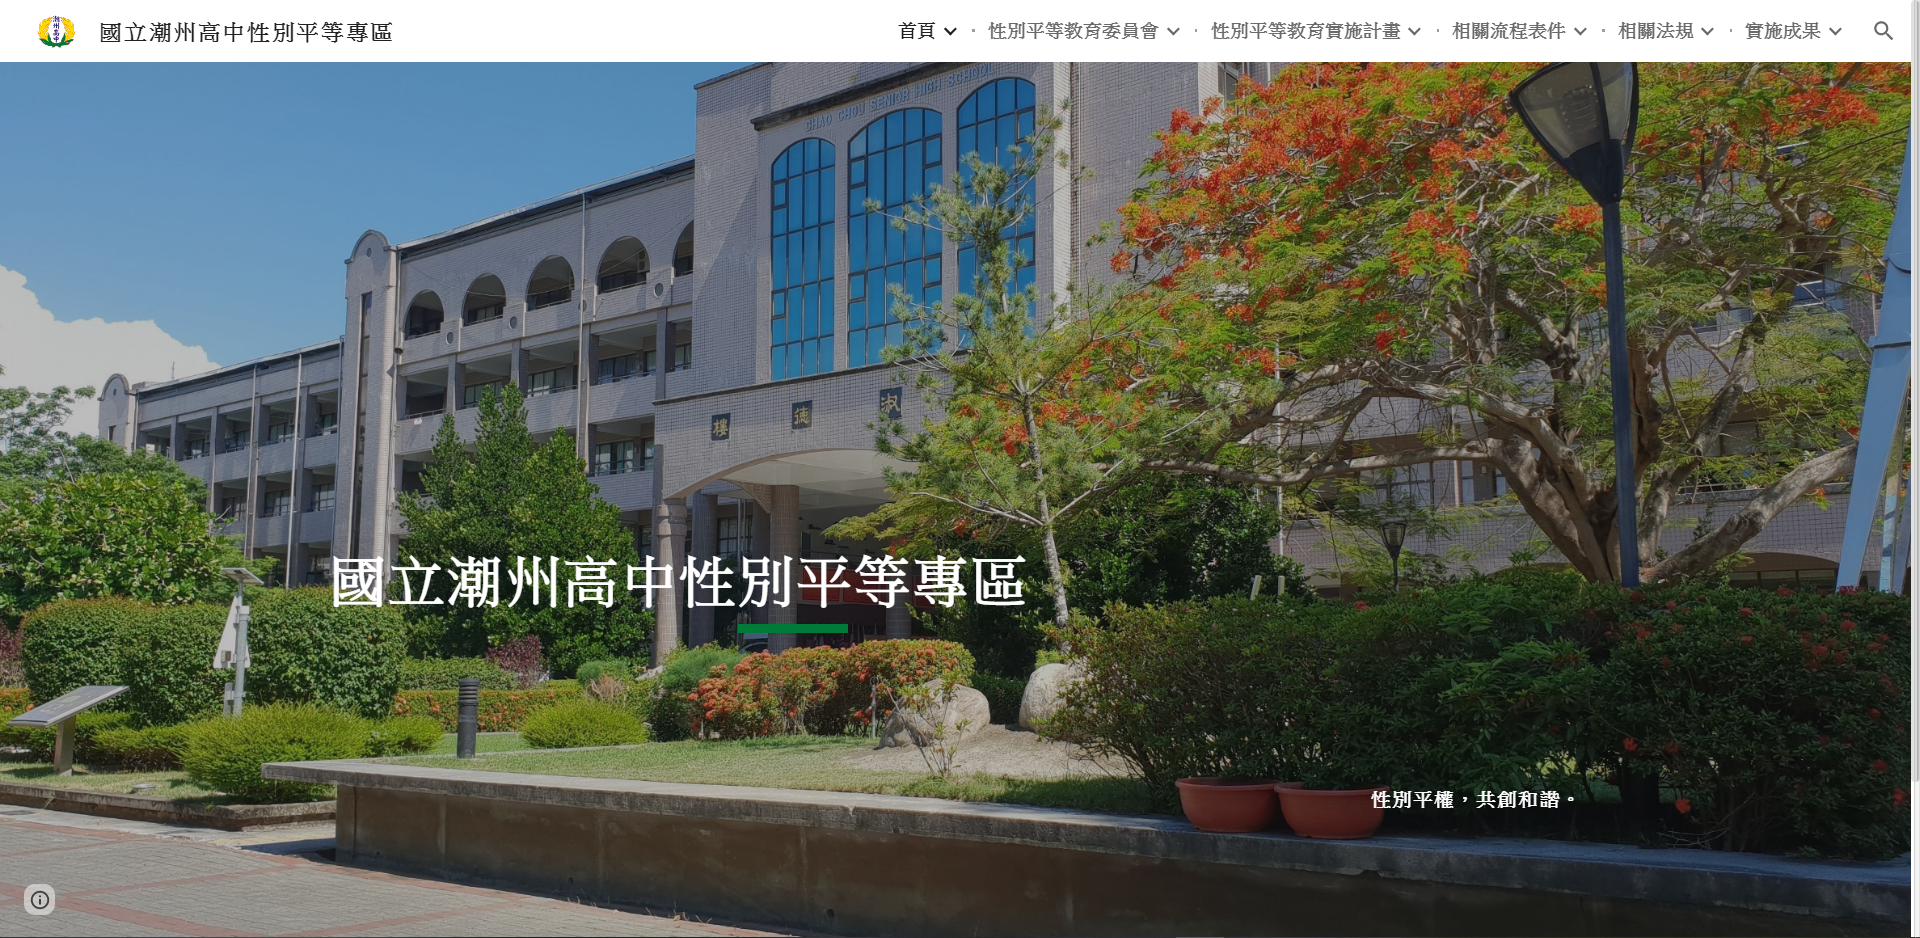 國立潮州高中性別平等專區
首頁
性別平等教育委員會
性別平等教育實施計畫
相關流程表件
相關法規
實施成果
CHAO CHOU SENIOR HIGH SCHOOL
樓德淑
國立潮州高中性別平等專區
性別平權，共創和諧。